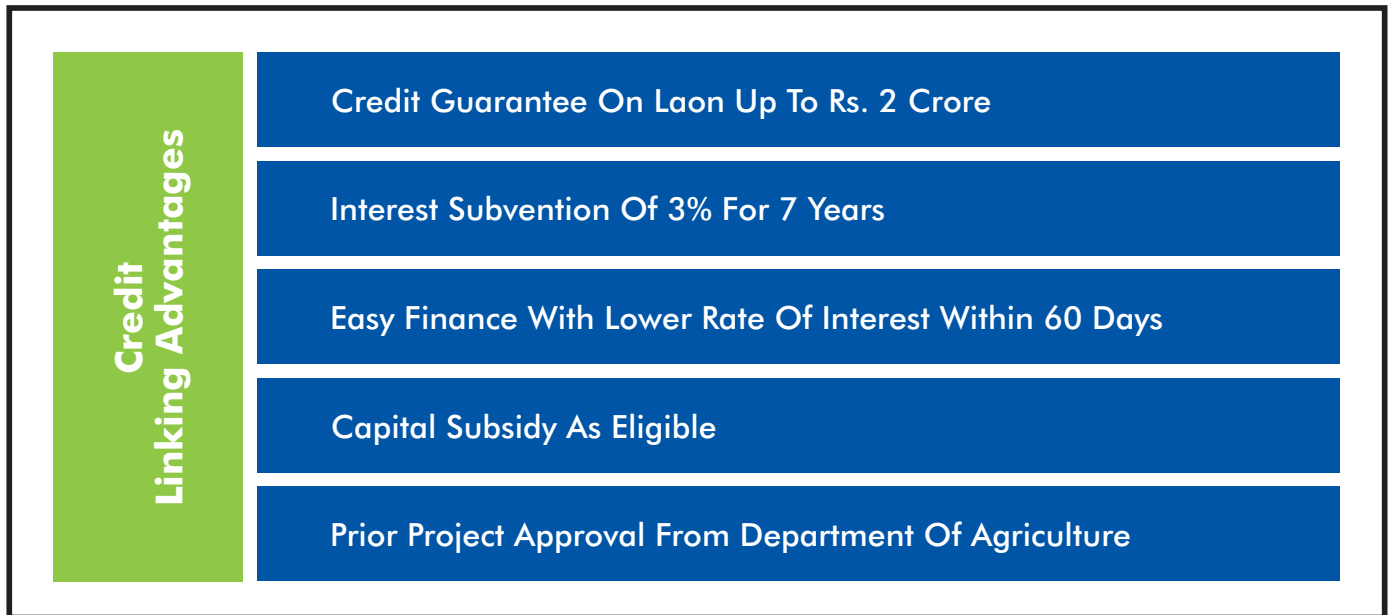 Credit
Linking Advantages
Credit Guarantee On Laon Up To Rs. 2 Crore
Interest Subvention Of 3% For 7 Years
Easy Finance With Lower Rate Of Interest Within 60 Days
Capital Subsidy As Eligible
Prior Project Approval From Department Of Agriculture